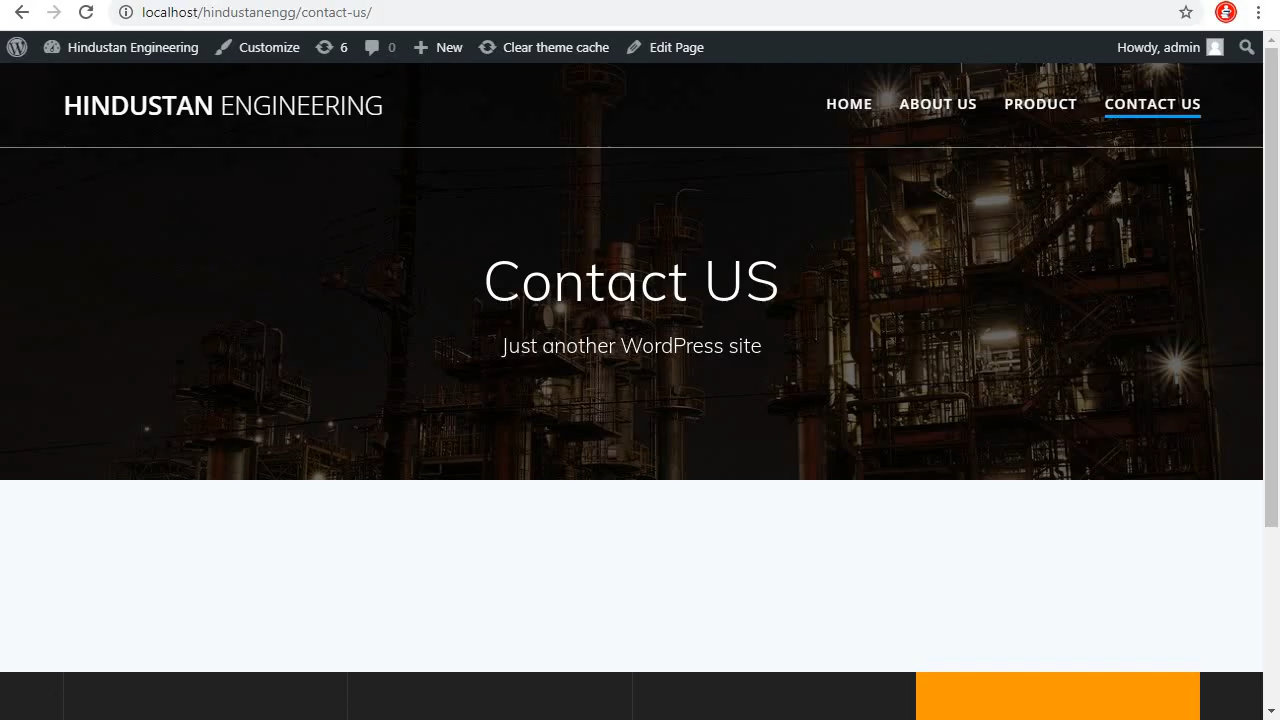 localhost/hindustanengg/contact-us/
Hindustan Engineering Customize 6 0 New Clear theme cache Edit Page Howdy, admin
HINDUSTAN ENGINEERING HOME ABOUT US PRODUCT CONTACT US
Contact US
Just another WordPress site